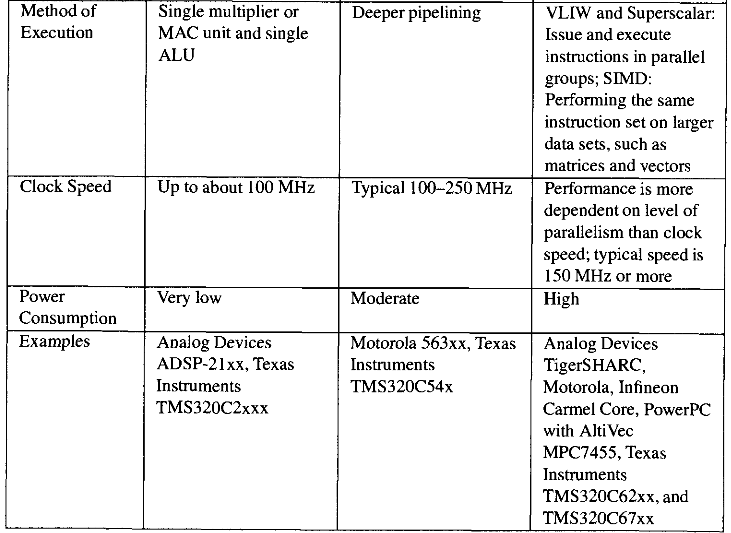 Method of
Execution
Single multiplier or
MAC unit and single
ALU
Deeper pipelining
VLIW and Superscalar:
Issue and execute
instructions in parallel
groups; SIMD:
Performing the same
instruction set on larger
data sets, such as
matrices and vectors
Clock Speed
Up to about 100 MHz
Typical 100–250 MHz
Performance is more
dependent on level of
parallelism than clock
speed; typical speed is
150 MHz or more
Power
Consumption
Very low
Moderate
High
Examples
Analog Devices
ADSP-21xx, Texas
Instruments
TMS320C2xxx
Motorola 563xx, Texas
Instruments
TMS320C54x
Analog Devices
TigerSHARC,
Motorola, Infineon
Carmel Core, PowerPC
with AltiVec
MPC7455, Texas
Instruments
TMS320C62xx, and
TMS320C67xx